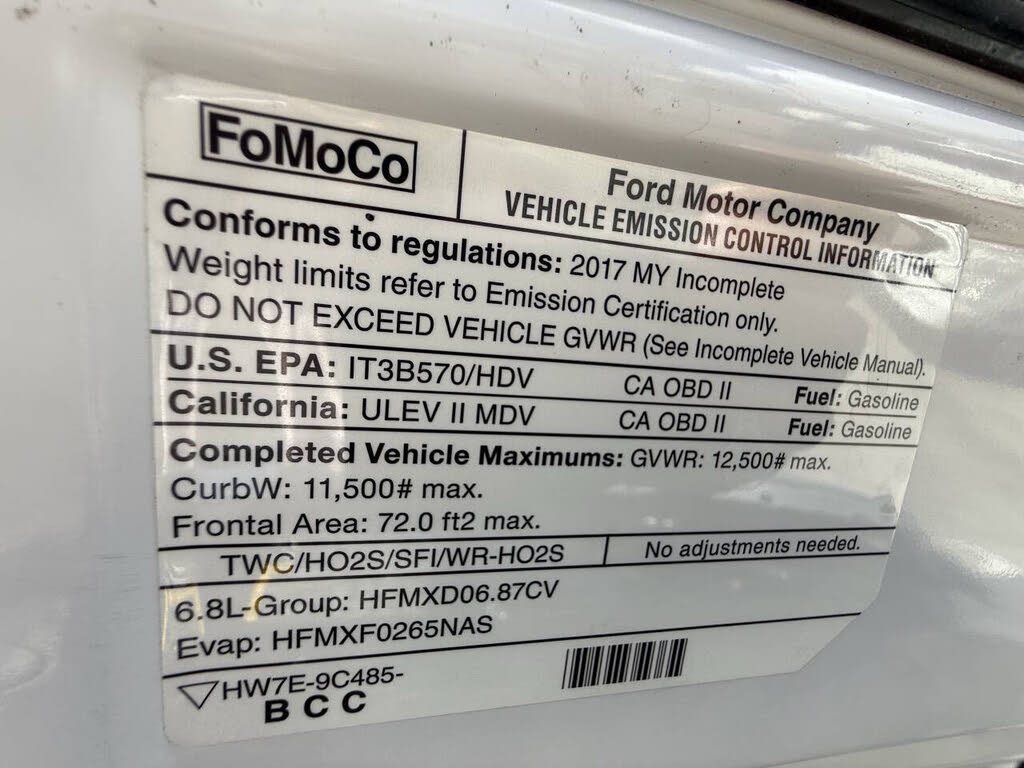 FoMoCo
Ford Motor Company
VEHICLE EMISSION CONTROL INFORMATION
Conforms to regulations: 2017 MY Incomplete
Weight limits refer to Emission Certification only.
DO NOT EXCEED VEHICLE GVWR (See Incomplete Vehicle Manual).
U.S. EPA: IT3B570/HDV CA OBD II Fuel: Gasoline
California: ULEV II MDV CA OBD II Fuel: Gasoline
Completed Vehicle Maximums: GVWR: 12,500# max.
CurbW: 11,500# max.
Frontal Area: 72.0 ft2 max.
TWC/HO2S/SFI/WR-HO2S No adjustments needed.
6.8L-Group: HFMXD06.87CV
Evap: HFMXF0265NAS
HW7E-9C485-
BCC